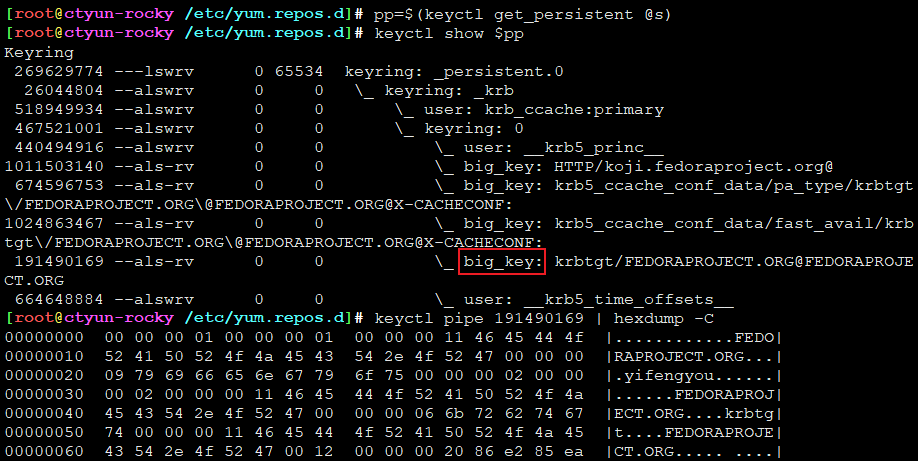 [root@ctyun-rocky /etc/yum.repos.d]# pp=$(keyctl get_persistent @s)
[root@ctyun-rocky /etc/yum.repos.d]# keyctl show $pp
Keyring
 269629774 ---lswrv      0 65534  keyring: _persistent.0
  26044804 --alswrv      0     0   \_ keyring: _krb
 518949934 --alswrv      0     0       \_ user: krb_ccache:primary
 467521001 --alswrv      0     0       \_ keyring: 0
 440494916 --alswrv      0     0           \_ user: __krb5_princ__
1011503140 --als-rv      0     0           \_ big_key: HTTP/koji.fedoraproject.org@
 674596753 --als-rv      0     0           \_ big_key: krb5_ccache_conf_data/pa_type/krbtgt
\/FEDORAPROJECT.ORG\@FEDORAPROJECT.ORG@X-CACHECONF:
1024863467 --als-rv      0     0           \_ big_key: krb5_ccache_conf_data/fast_avail/krb
tgt\/FEDORAPROJECT.ORG\@FEDORAPROJECT.ORG@X-CACHECONF:
 191490169 --als-rv      0     0           \_ big_key: krbtgt/FEDORAPROJECT.ORG@FEDORAPROJE
CT.ORG
 664648884 --alswrv      0     0           \_ user: __krb5_time_offsets__
[root@ctyun-rocky /etc/yum.repos.d]# keyctl pipe 191490169 | hexdump -C
00000000  00 00 00 01 00 00 00 01  00 00 00 11 46 45 44 4f  |............FEDO|
00000010  52 41 50 52 4f 4a 45 43  54 2e 4f 52 47 00 00 00  |RAPROJECT.ORG...|
00000020  09 79 69 66 65 6e 67 79  6f 75 00 00 00 02 00 00  |.yifengyou......|
00000030  00 02 00 00 00 11 46 45  44 4f 52 41 50 52 4f 4a  |......FEDORAPROJ|
00000040  45 43 54 2e 4f 52 47 00  00 00 06 6b 72 62 74 67  |ECT.ORG....krbtg|
00000050  74 00 00 00 11 46 45 44  4f 52 41 50 52 4f 4a 45  |t....FEDORAPROJE|
00000060  43 54 2e 4f 52 47 00 12  00 00 00 20 86 e2 85 ea  |CT.ORG..... ....|